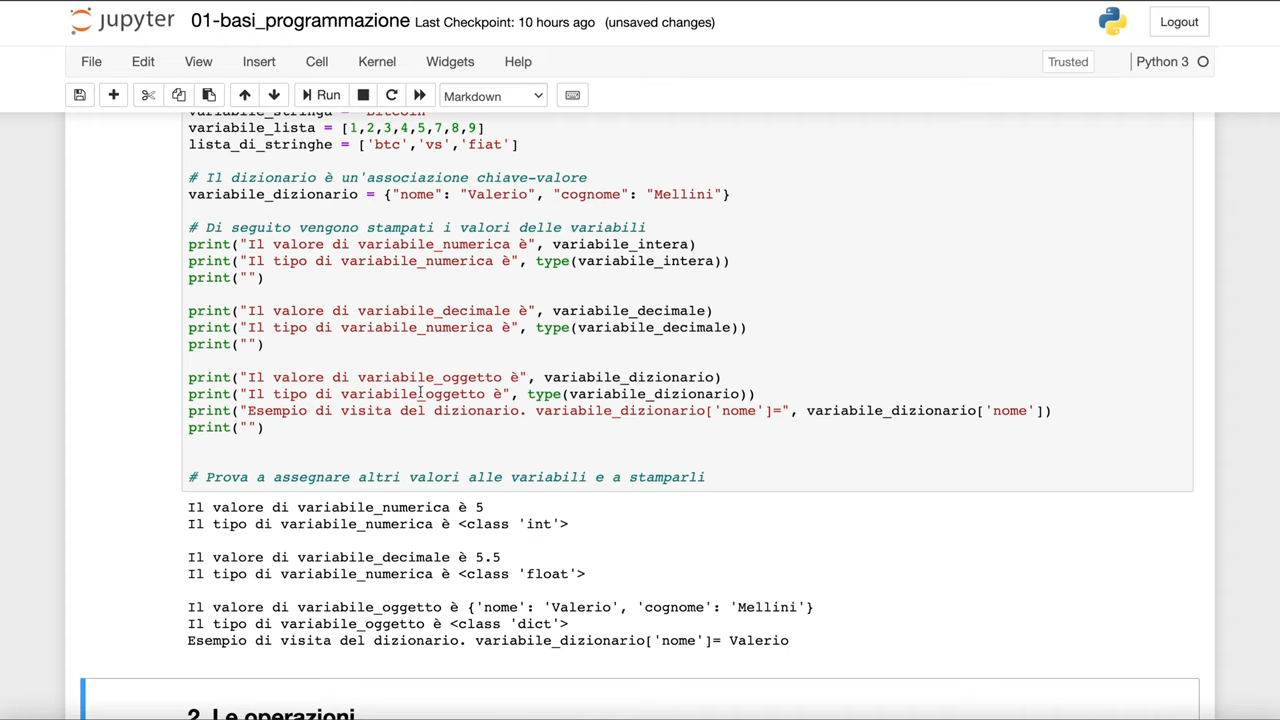 jupyter 01-basi_programmazione Last Checkpoint: 10 hours ago (unsaved changes) Logout
File Edit View Insert Cell Kernel Widgets Help Trusted Python 3
Run Markdown
variabile_stringa = "Bitcoin"
variabile_lista = [1,2,3,4,5,7,8,9]
lista_di_stringhe = ['btc','vs','fiat']
# Il dizionario è un'associazione chiave-valore
variabile_dizionario = {"nome": "Valerio", "cognome": "Mellini"}
# Di seguito vengono stampati i valori delle variabili
print("Il valore di variabile_numerica è", variabile_intera)
print("Il tipo di variabile_numerica è", type(variabile_intera))
print("")
print("Il valore di variabile_decimale è", variabile_decimale)
print("Il tipo di variabile_numerica è", type(variabile_decimale))
print("")
print("Il valore di variabile_oggetto è", variabile_dizionario)
print("Il tipo di variabile_oggetto è", type(variabile_dizionario))
print("Esempio di visita del dizionario. variabile_dizionario['nome']=", variabile_dizionario['nome'])
print("")
# Prova a assegnare altri valori alle variabili e a stamparli
Il valore di variabile_numerica è 5
Il tipo di variabile_numerica è <class 'int'>
Il valore di variabile_decimale è 5.5
Il tipo di variabile_numerica è <class 'float'>
Il valore di variabile_oggetto è {'nome': 'Valerio', 'cognome': 'Mellini'}
Il tipo di variabile_oggetto è <class 'dict'>
Esempio di visita del dizionario. variabile_dizionario['nome']= Valerio
2. Le operazioni